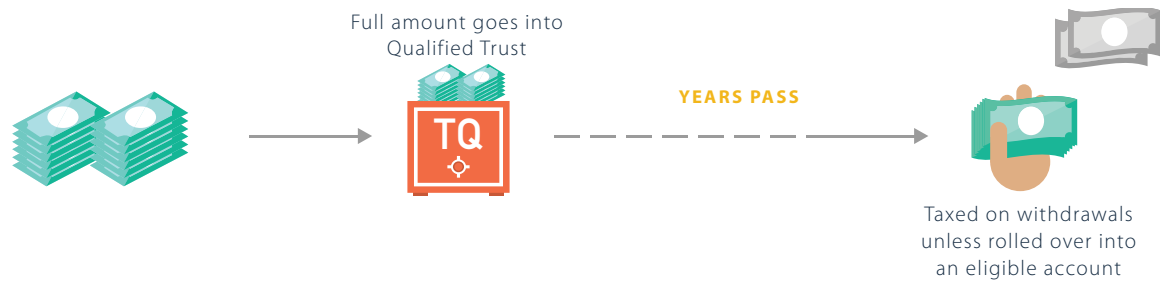 Full amount goes into
Qualified Trust
TQ
YEARS PASS
Taxed on withdrawals
unless rolled over into
an eligible account